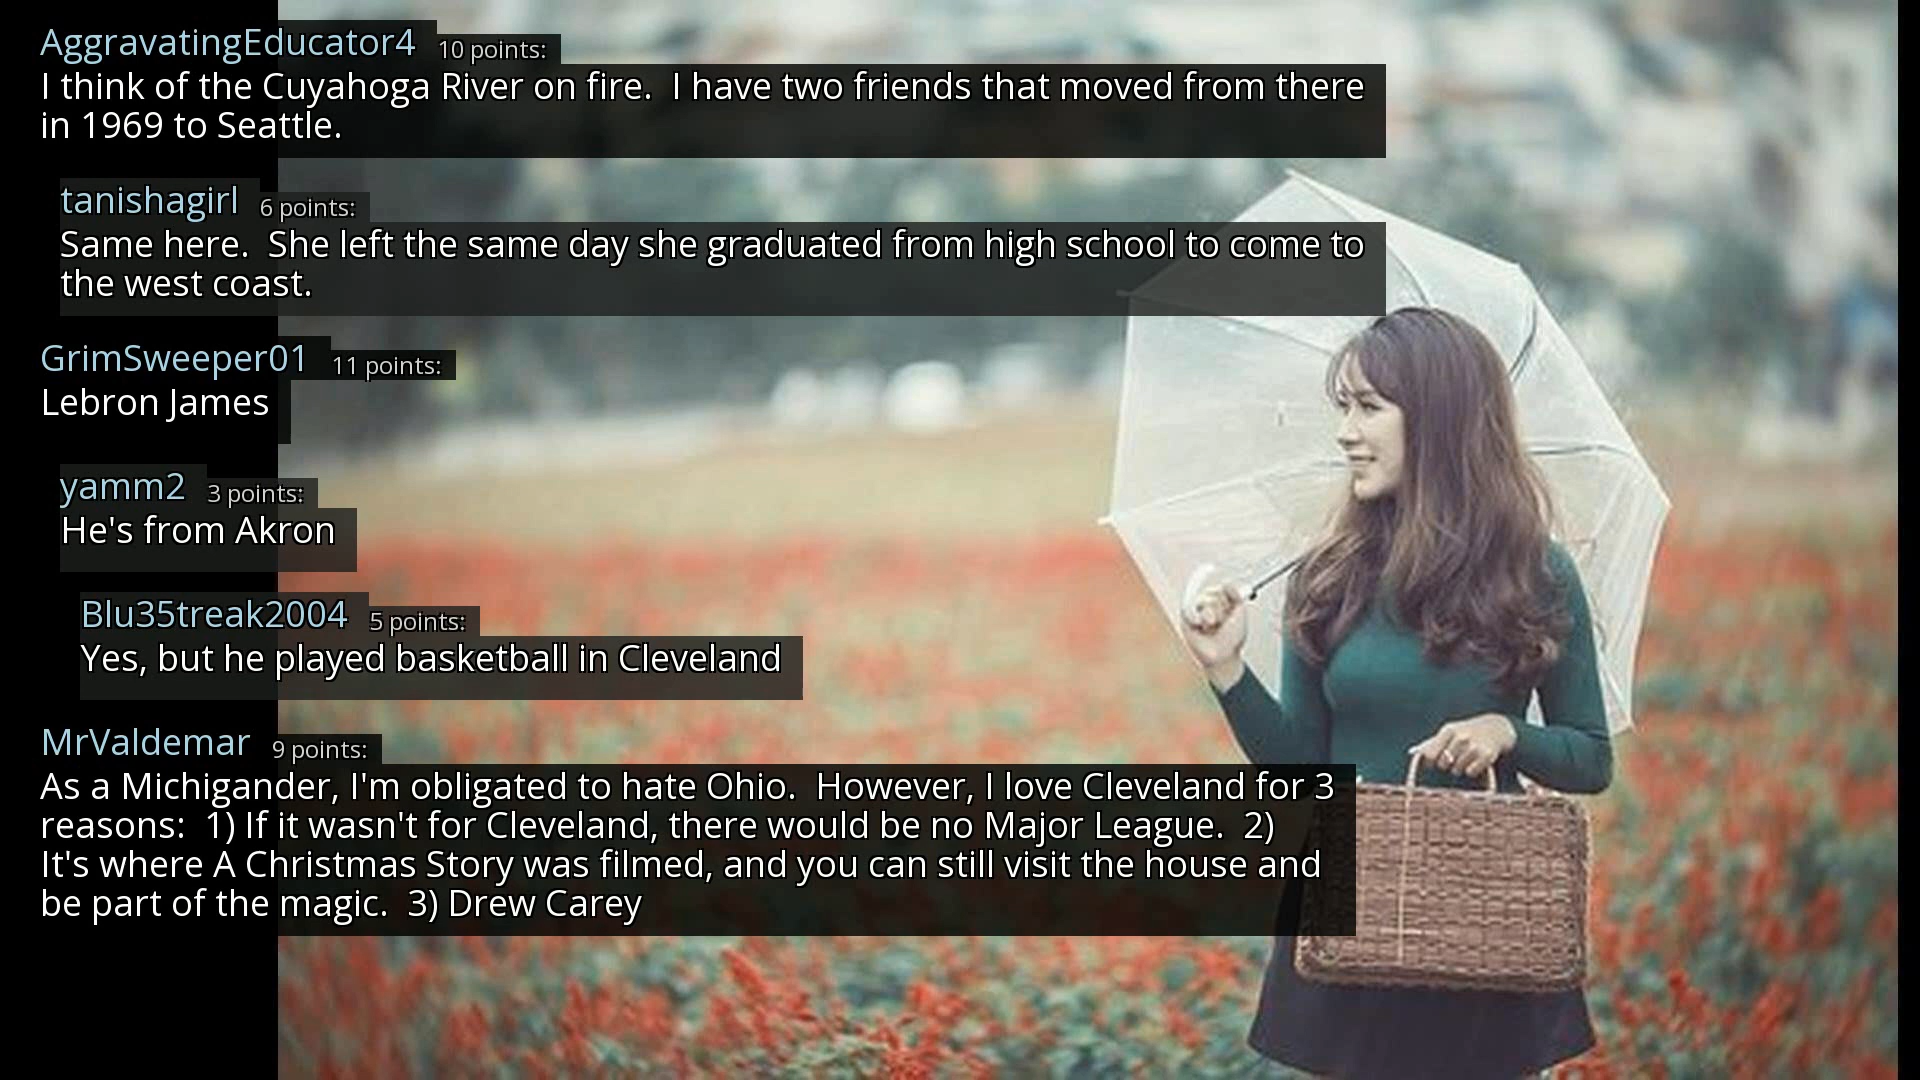 AggravatingEducator4 10 points:
I think of the Cuyahoga River on fire.  I have two friends that moved from there
in 1969 to Seattle.
tanishagirl 6 points:
Same here.  She left the same day she graduated from high school to come to
the west coast.
GrimSweeper01 11 points:
Lebron James
yamm2 3 points:
He's from Akron
Blu35treak2004 5 points:
Yes, but he played basketball in Cleveland
MrValdemar 9 points:
As a Michigander, I'm obligated to hate Ohio.  However, I love Cleveland for 3
reasons:  1) If it wasn't for Cleveland, there would be no Major League.  2)
It's where A Christmas Story was filmed, and you can still visit the house and
be part of the magic.  3) Drew Carey